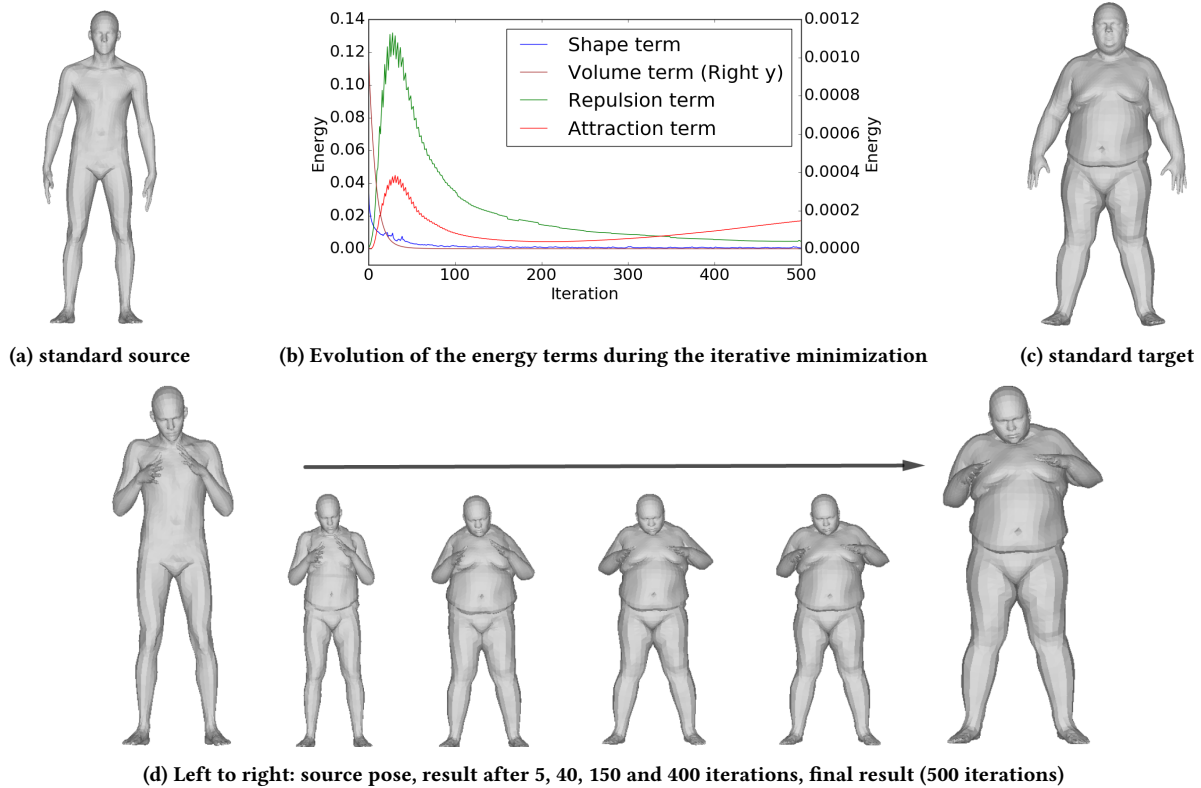 0.14
0.12
0.10
0.08
0.06
0.04
0.02
0.00
Energy
0.0012
0.0010
0.0008
0.0006
0.0004
0.0002
0.0000
Energy
Shape term
Volume term (Right y)
Repulsion term
Attraction term
0 100 200 300 400 500
Iteration
(a) standard source
(b) Evolution of the energy terms during the iterative minimization
(c) standard target
(d) Left to right: source pose, result after 5, 40, 150 and 400 iterations, final result (500 iterations)